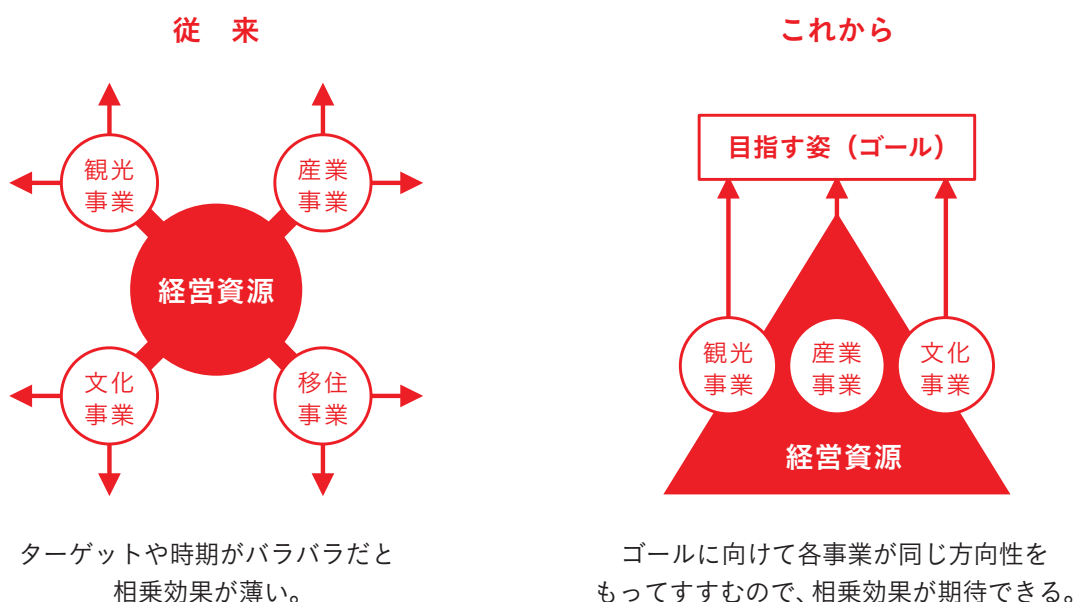 従 来
観光
事業
産業
事業
経営資源
文化
事業
移住
事業
ターゲットや時期がバラバラだと
相乗効果が薄い。
これから
目指す姿（ゴール）
観光
事業
産業
事業
文化
事業
経営資源
ゴールに向けて各事業が同じ方向性を
もってすすむので、相乗効果が期待できる。